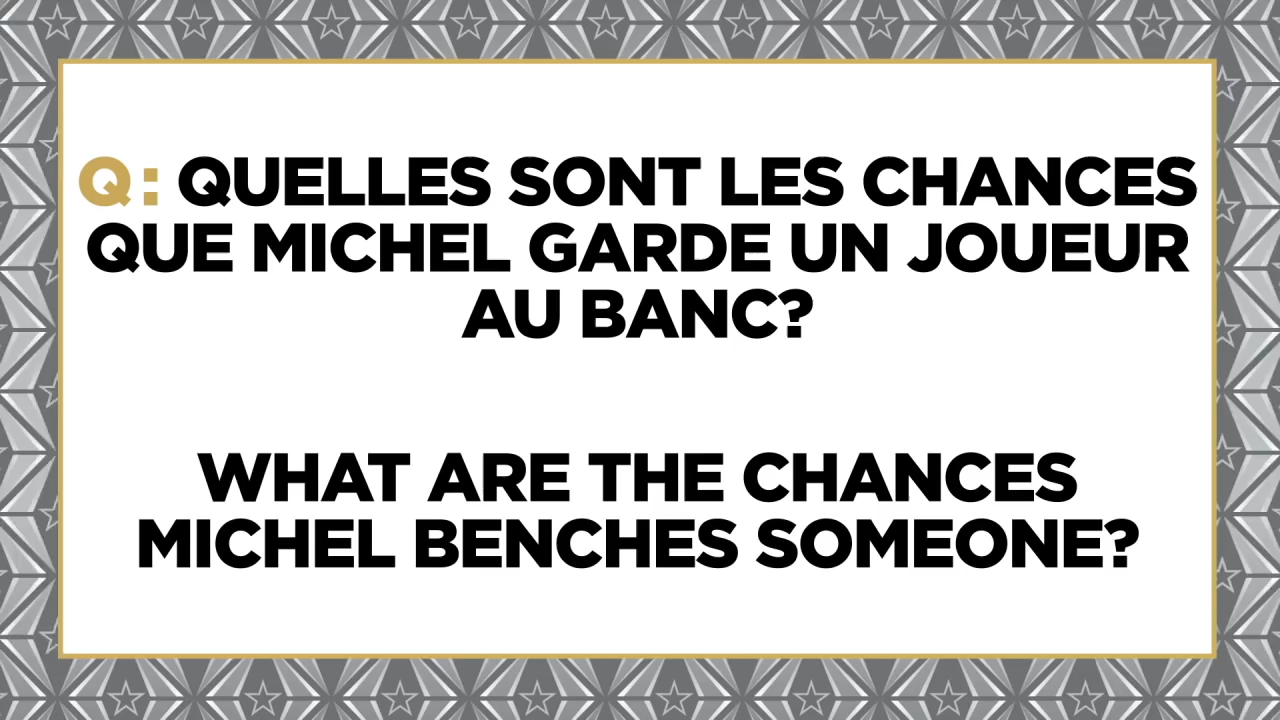 Q: QUELLES SONT LES CHANCES
QUE MICHEL GARDE UN JOUEUR
AU BANC?
WHAT ARE THE CHANCES
MICHEL BENCHES SOMEONE?